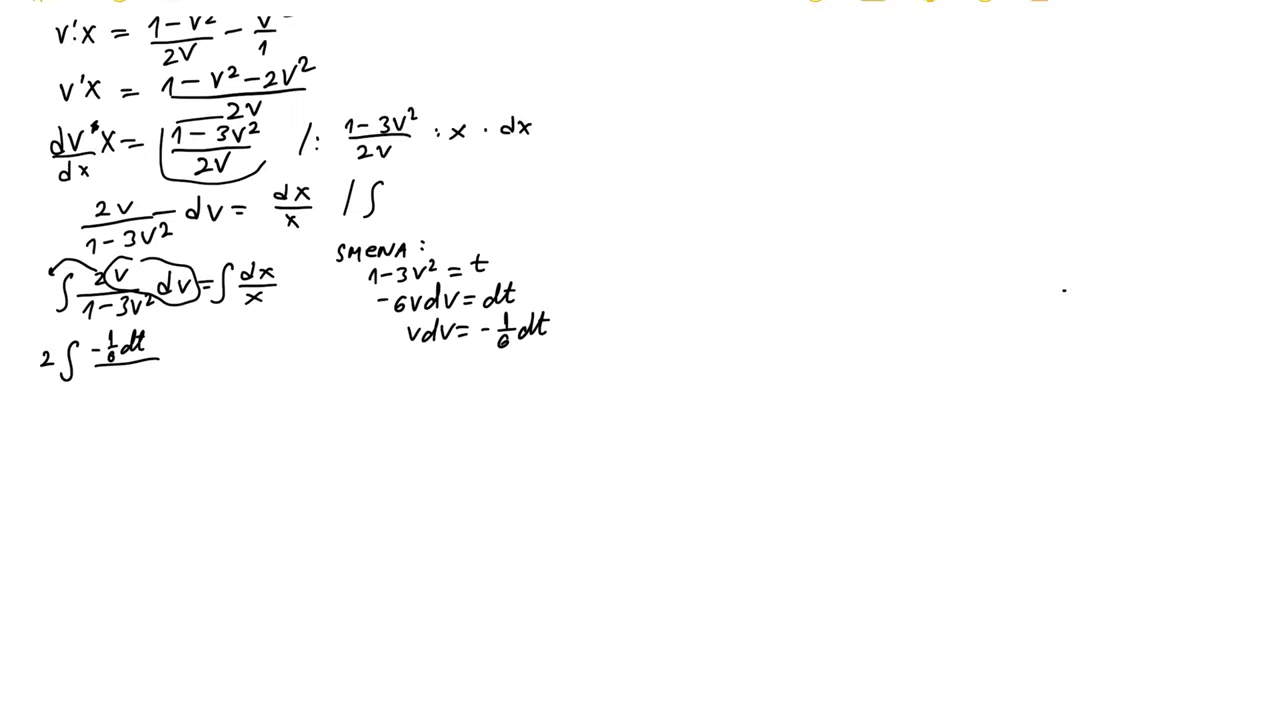 v'x = (1-v²)/(2v) - v/1
v'x = (1-v²-2v²)/(2v)
dv/dx · x = (1-3v²)/(2v) /: (1-3v²)/(2v) : x · dx
2v/(1-3v²) dv = dx/x /∫
∫ 2v/(1-3v²) dv = ∫ dx/x
SMENA:
1-3v² = t
-6vdv = dt
vdv = -1/6 dt
2 ∫ -1/6 dt